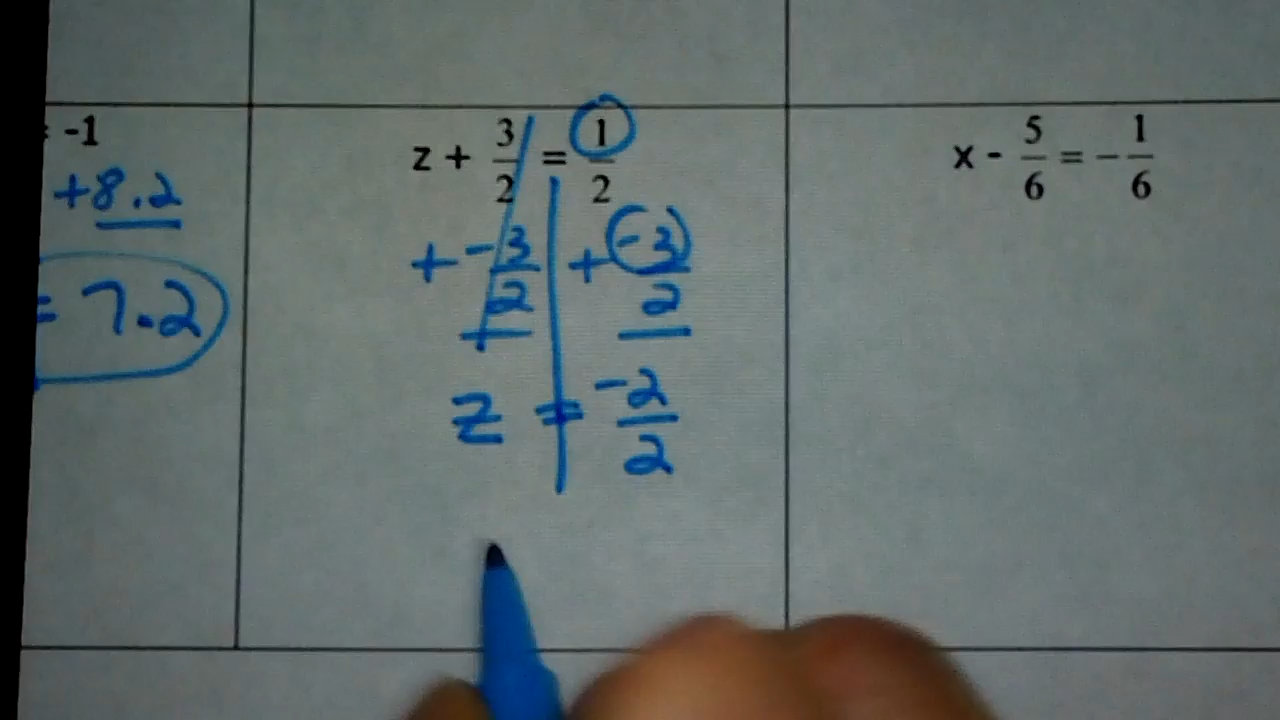 = -1
+8.2
= 7.2
z + 3/2 = 1/2
+ -3/2 + -3/2
z = -2/2
x - 5/6 = - 1/6